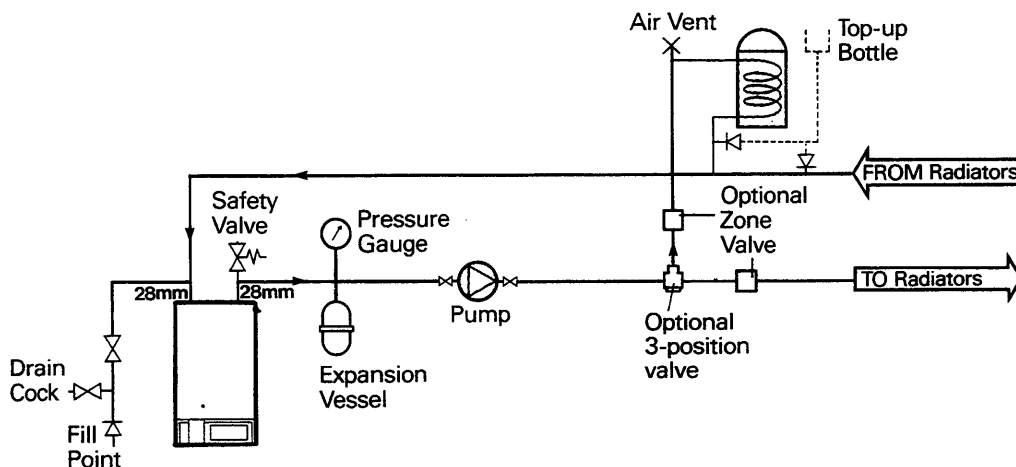 Air Vent
Top-up
Bottle
FROM Radiators
Safety
Valve
Pressure
Gauge
Optional
Zone
Valve
28mm
28mm
TO Radiators
Pump
Optional
3-position
valve
Drain
Cock
Expansion
Vessel
Fill
Point